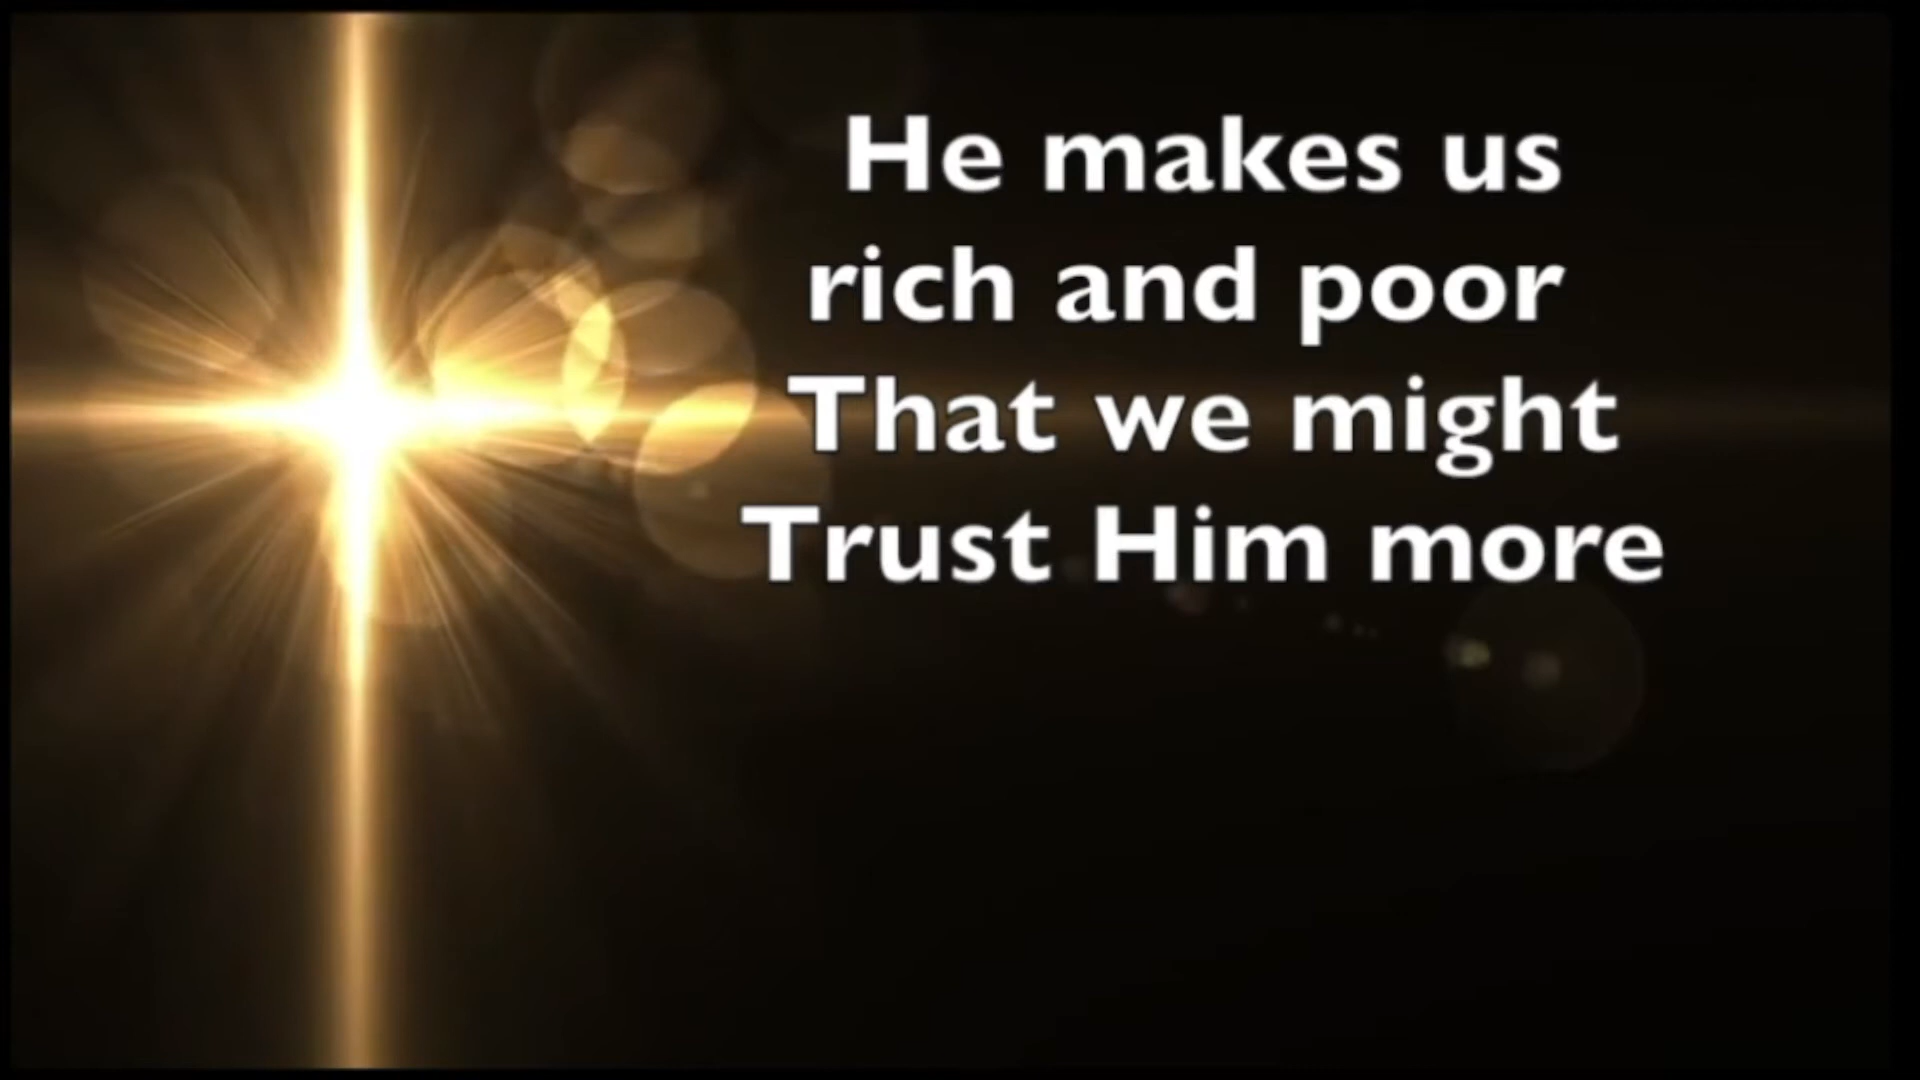 He makes us
rich and poor
That we might
Trust Him more